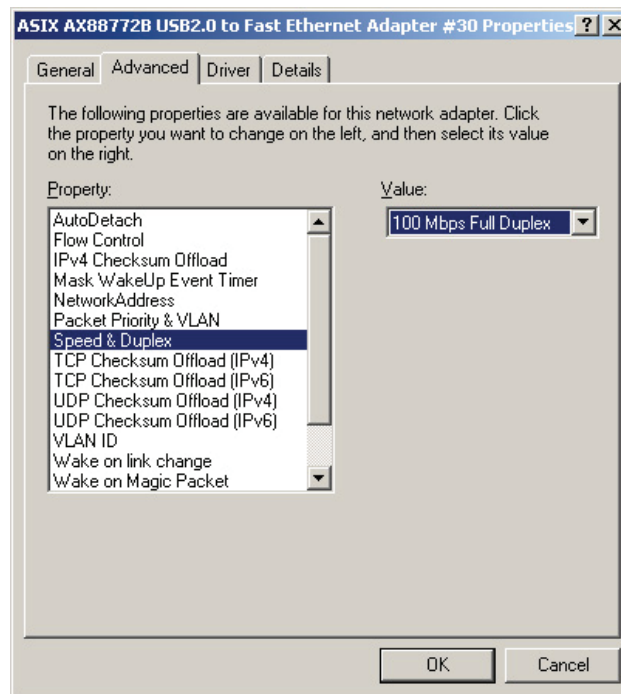 ASIX AX88772B USB2.0 to Fast Ethernet Adapter #30 Properties
General Advanced Driver Details
The following properties are available for this network adapter. Click
the property you want to change on the left, and then select its value
on the right.
Property:
Value:
AutoDetach
Flow Control
IPv4 Checksum Offload
Mask WakeUp Event Timer
NetworkAddress
Packet Priority & VLAN
Speed & Duplex
TCP Checksum Offload (IPv4)
TCP Checksum Offload (IPv6)
UDP Checksum Offload (IPv4)
UDP Checksum Offload (IPv6)
VLAN ID
Wake on link change
Wake on Magic Packet
100 Mbps Full Duplex
OK Cancel